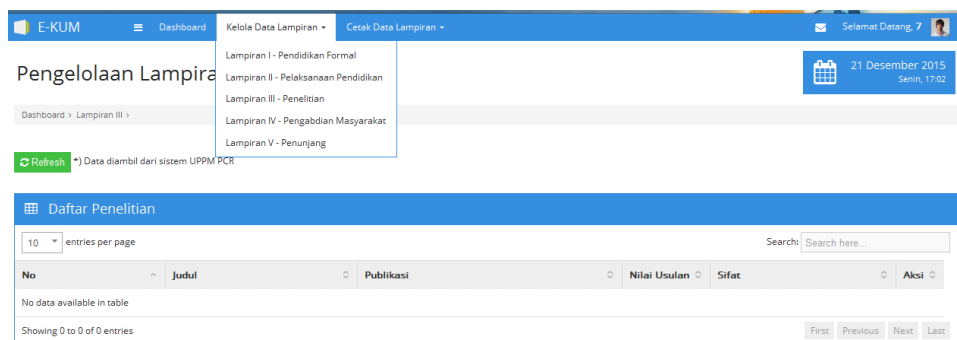 E-KUM Dashboard Kelola Data Lampiran Cetak Data Lampiran Selamat Datang, 7
Lampiran I - Pendidikan Formal
Lampiran II - Pelaksanaan Pendidikan
Lampiran III - Penelitian
Lampiran IV - Pengabdian Masyarakat
Lampiran V - Penunjang
Pengelolaan Lampira
21 Desember 2015
Senin, 17:02
Dashboard > Lampiran III >
Refresh *) Data diambil dari sistem UPPM PCR
Daftar Penelitian
10 entries per page Search: Search here...
No Judul Publikasi Nilai Usulan Sifat Aksi
No data available in table
Showing 0 to 0 of 0 entries First Previous Next Last